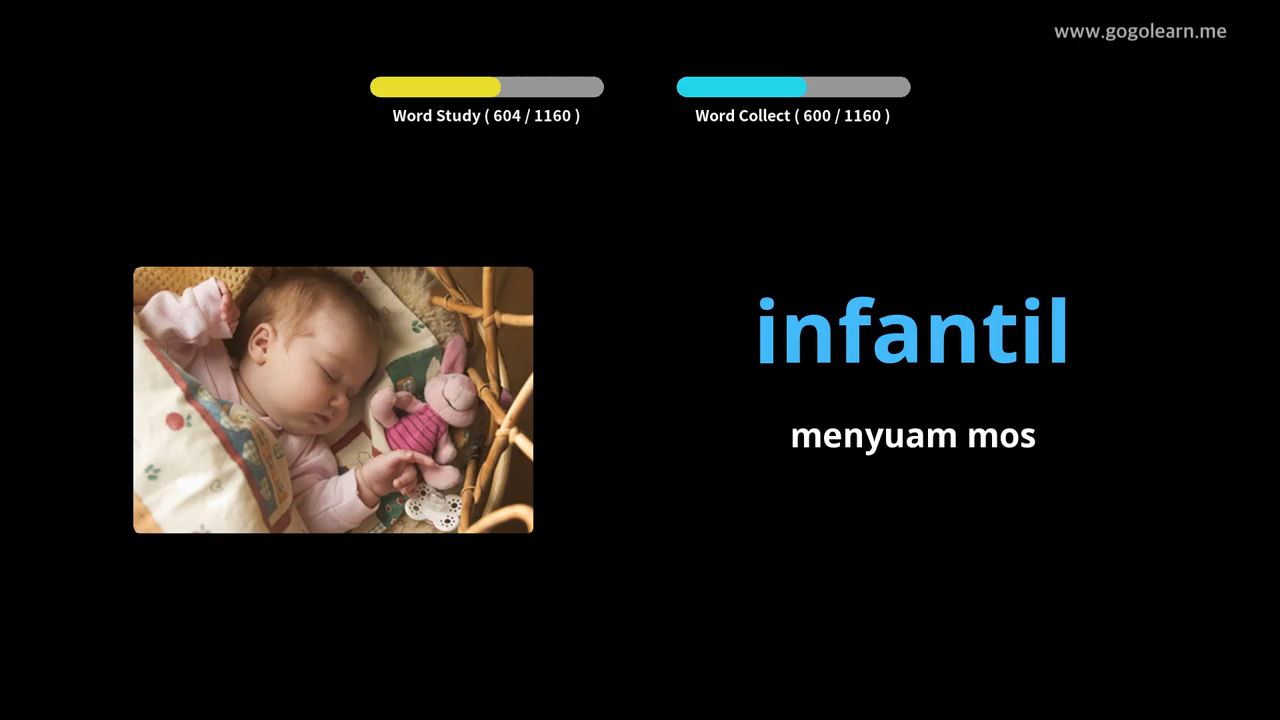 www.gogolearn.me
Word Study ( 604 / 1160 )
Word Collect ( 600 / 1160 )
infantil
menyuam mos